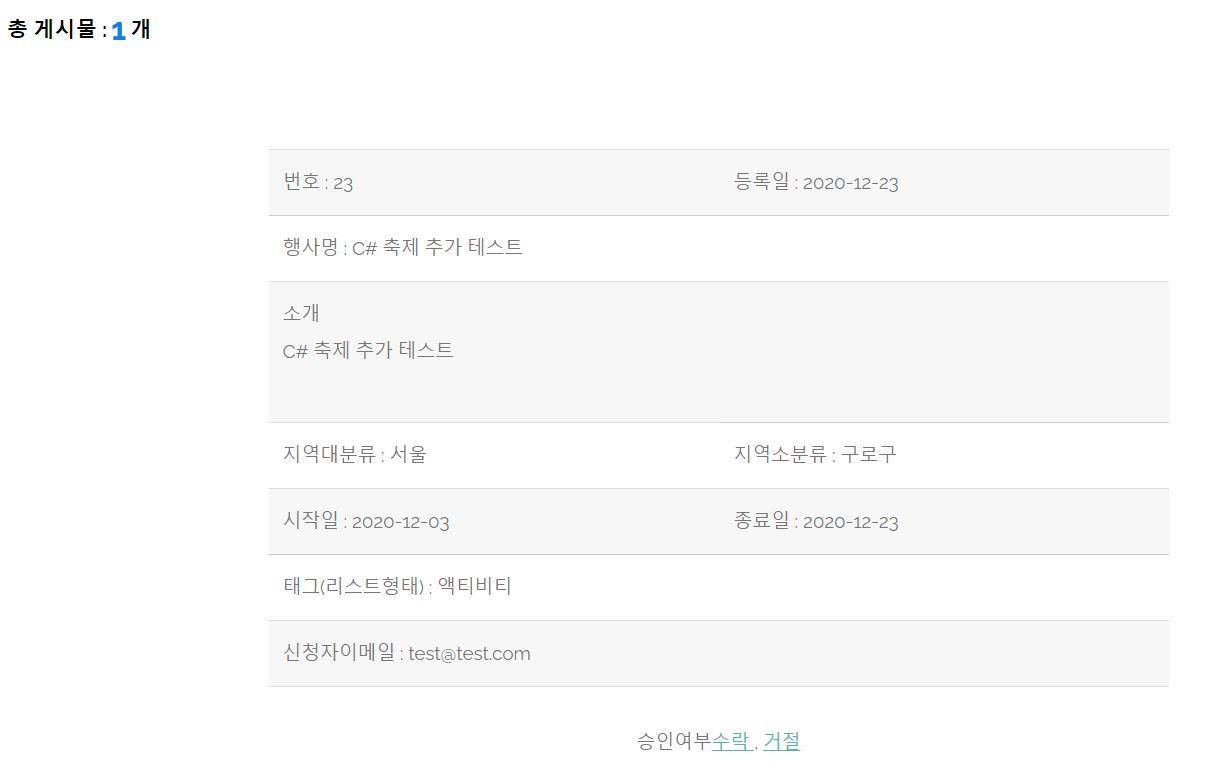 총 게시물 : 1 개
번호 : 23 등록일 : 2020-12-23
행사명 : C# 축제 추가 테스트
소개
C# 축제 추가 테스트
지역대분류 : 서울 지역소분류 : 구로구
시작일 : 2020-12-03 종료일 : 2020-12-23
태그(리스트형태) : 액티비티
신청자이메일 : test@test.com
승인여부수락 , 거절